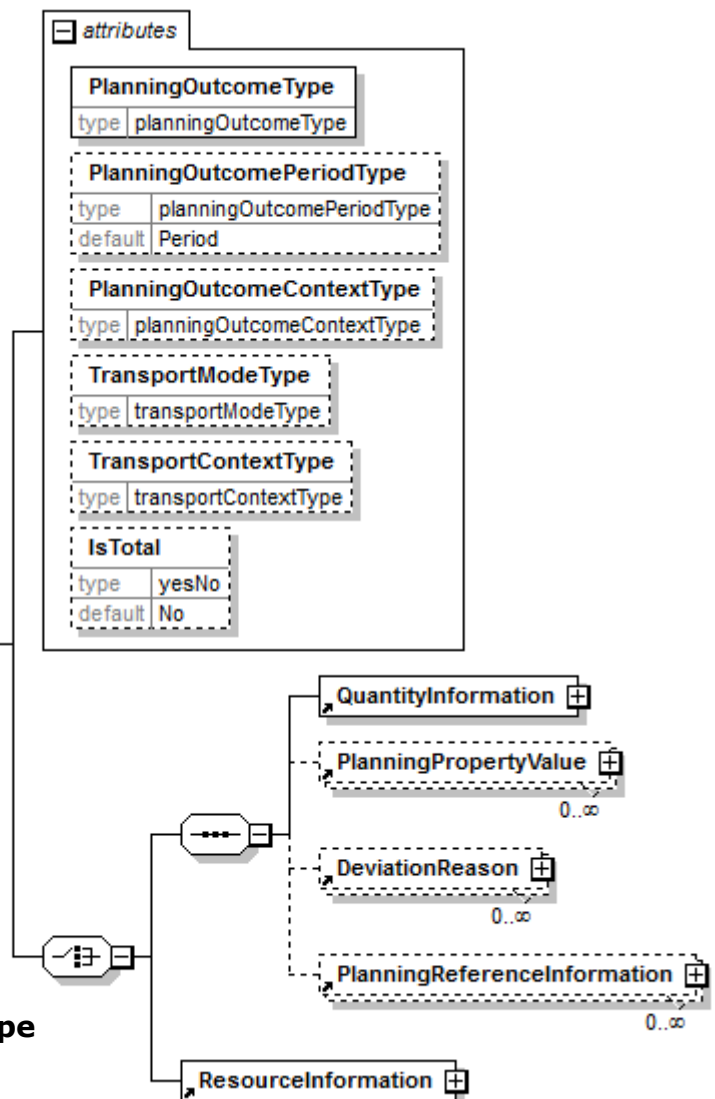 attributes
PlanningOutcomeType
type planningOutcomeType
PlanningOutcomePeriodType
type planningOutcomePeriodType
default Period
PlanningOutcomeContextType
type planningOutcomeContextType
TransportModeType
type transportModeType
TransportContextType
type transportContextType
IsTotal
type yesNo
default No
QuantityInformation
PlanningPropertyValue
0..∞
DeviationReason
0..∞
PlanningReferenceInformation
0..∞
pe
ResourceInformation